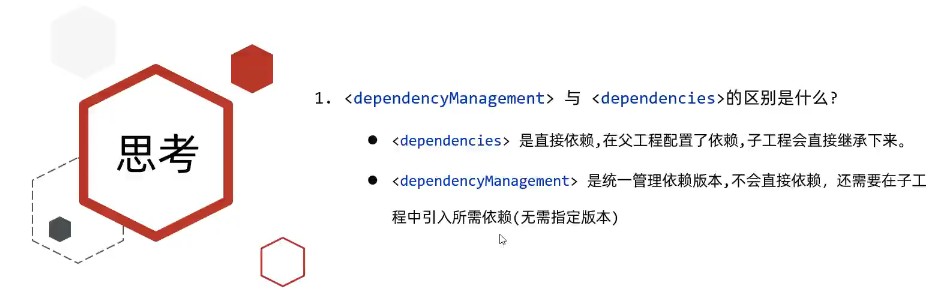 思考
1. <dependencyManagement> 与 <dependencies>的区别是什么?
● <dependencies> 是直接依赖,在父工程配置了依赖,子工程会直接继承下来。
● <dependencyManagement> 是统一管理依赖版本,不会直接依赖，还需要在子工
程中引入所需依赖(无需指定版本)